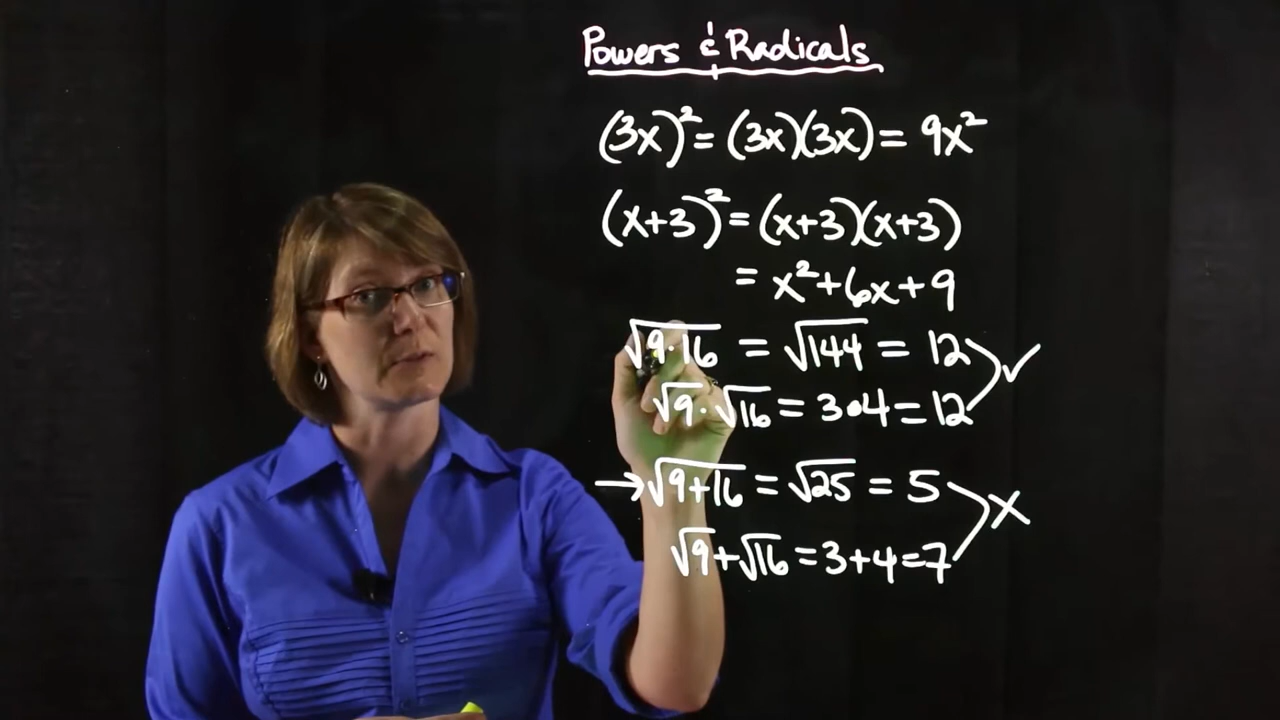 Powers & Radicals
(3x)² = (3x)(3x) = 9x²
(x+3)² = (x+3)(x+3)
= x² + 6x + 9
√(9·16) = √144 = 12
√9 · √16 = 3•4 = 12 ✓
→ √(9+16) = √25 = 5
√9 + √16 = 3+4 = 7 X